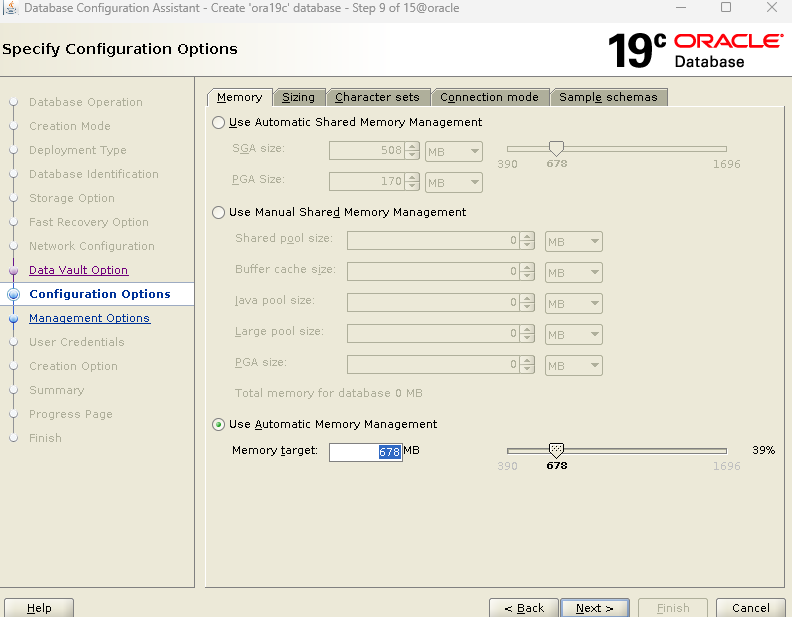 Database Configuration Assistant - Create 'ora19c' database - Step 9 of 15@oracle
Specify Configuration Options
19c ORACLE
Database
Database Operation
Creation Mode
Deployment Type
Database Identification
Storage Option
Fast Recovery Option
Network Configuration
Data Vault Option
Configuration Options
Management Options
User Credentials
Creation Option
Summary
Progress Page
Finish
Memory Sizing Character sets Connection mode Sample schemas
Use Automatic Shared Memory Management
SGA size: 508 MB
390 678 1696
PGA Size: 170 MB
Use Manual Shared Memory Management
Shared pool size: 0 MB
Buffer cache size: 0 MB
Java pool size: 0 MB
Large pool size: 0 MB
PGA size: 0 MB
Total memory for database 0 MB
Use Automatic Memory Management
Memory target: 678 MB 39%
390 678 1696
Help < Back Next > Finish Cancel